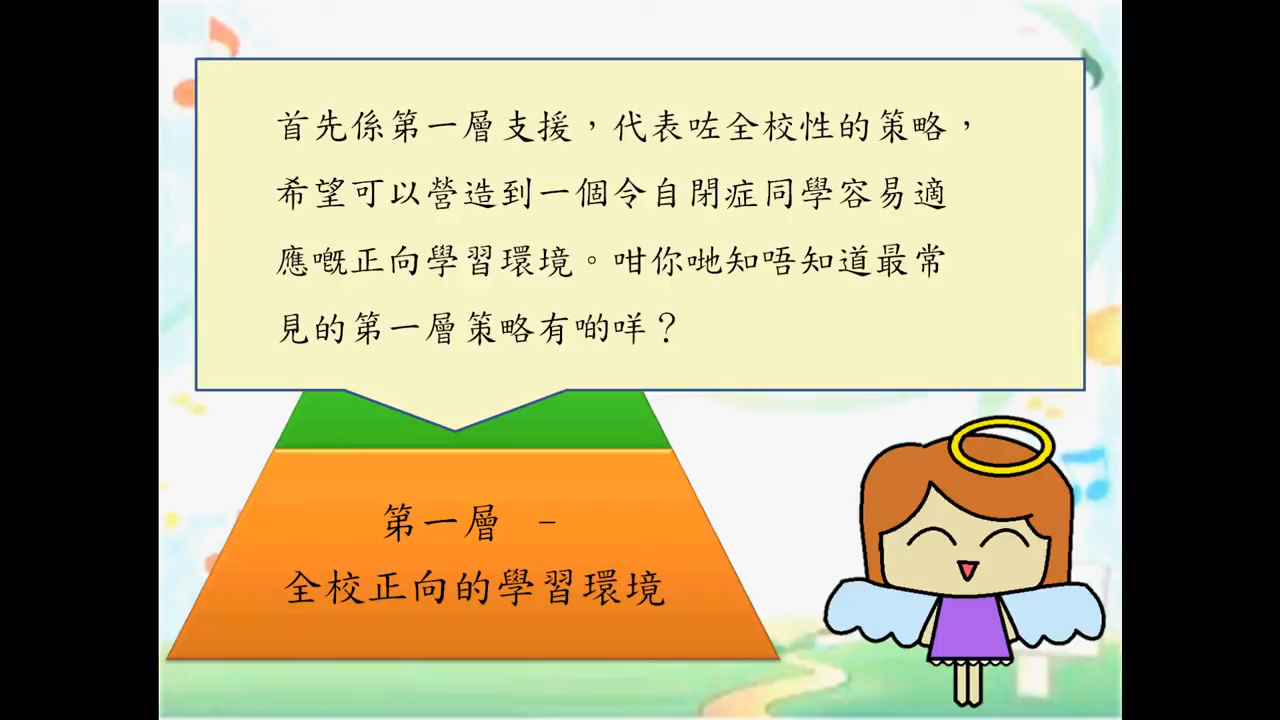 首先係第一層支援，代表咗全校性的策略，
希望可以營造到一個令自閉症同學容易適
應嘅正向學習環境。咁你哋知唔知道最常
見的第一層策略有啲咩？
第一層 –
全校正向的學習環境